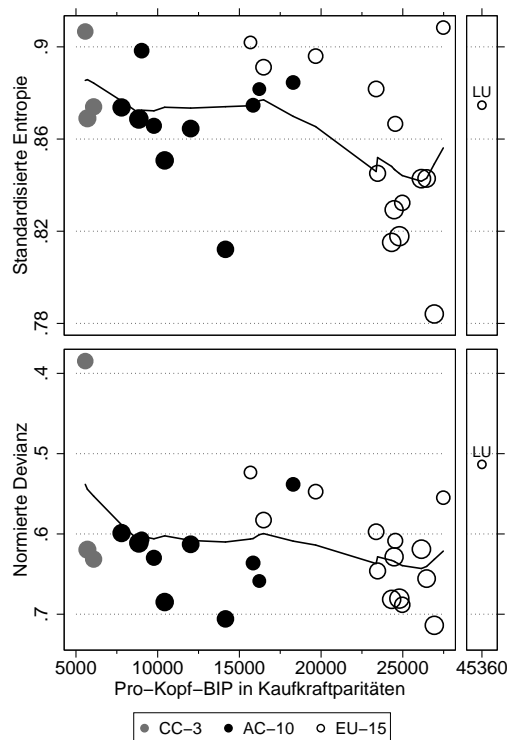 Standardisierte Entropie
.9
.86
.82
.78
LU
Normierte Devianz
.4
.5
.6
.7
LU
5000 10000 15000 20000 25000 45360
Pro−Kopf−BIP in Kaufkraftparitäten
CC−3 AC−10 EU−15